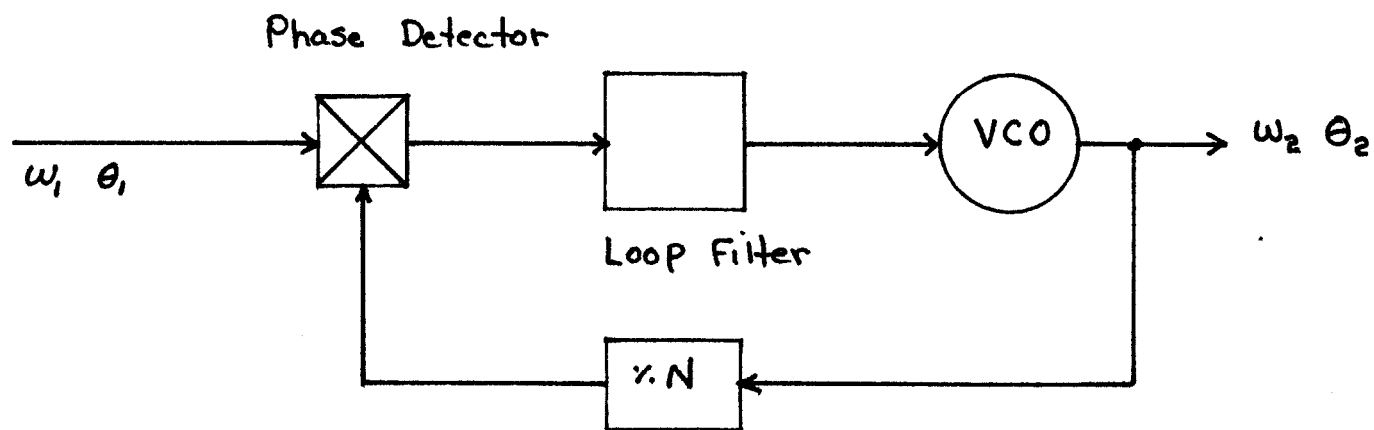 Phase Detector
VCO
ω₂ θ₂
ω₁ θ₁
Loop Filter
÷N